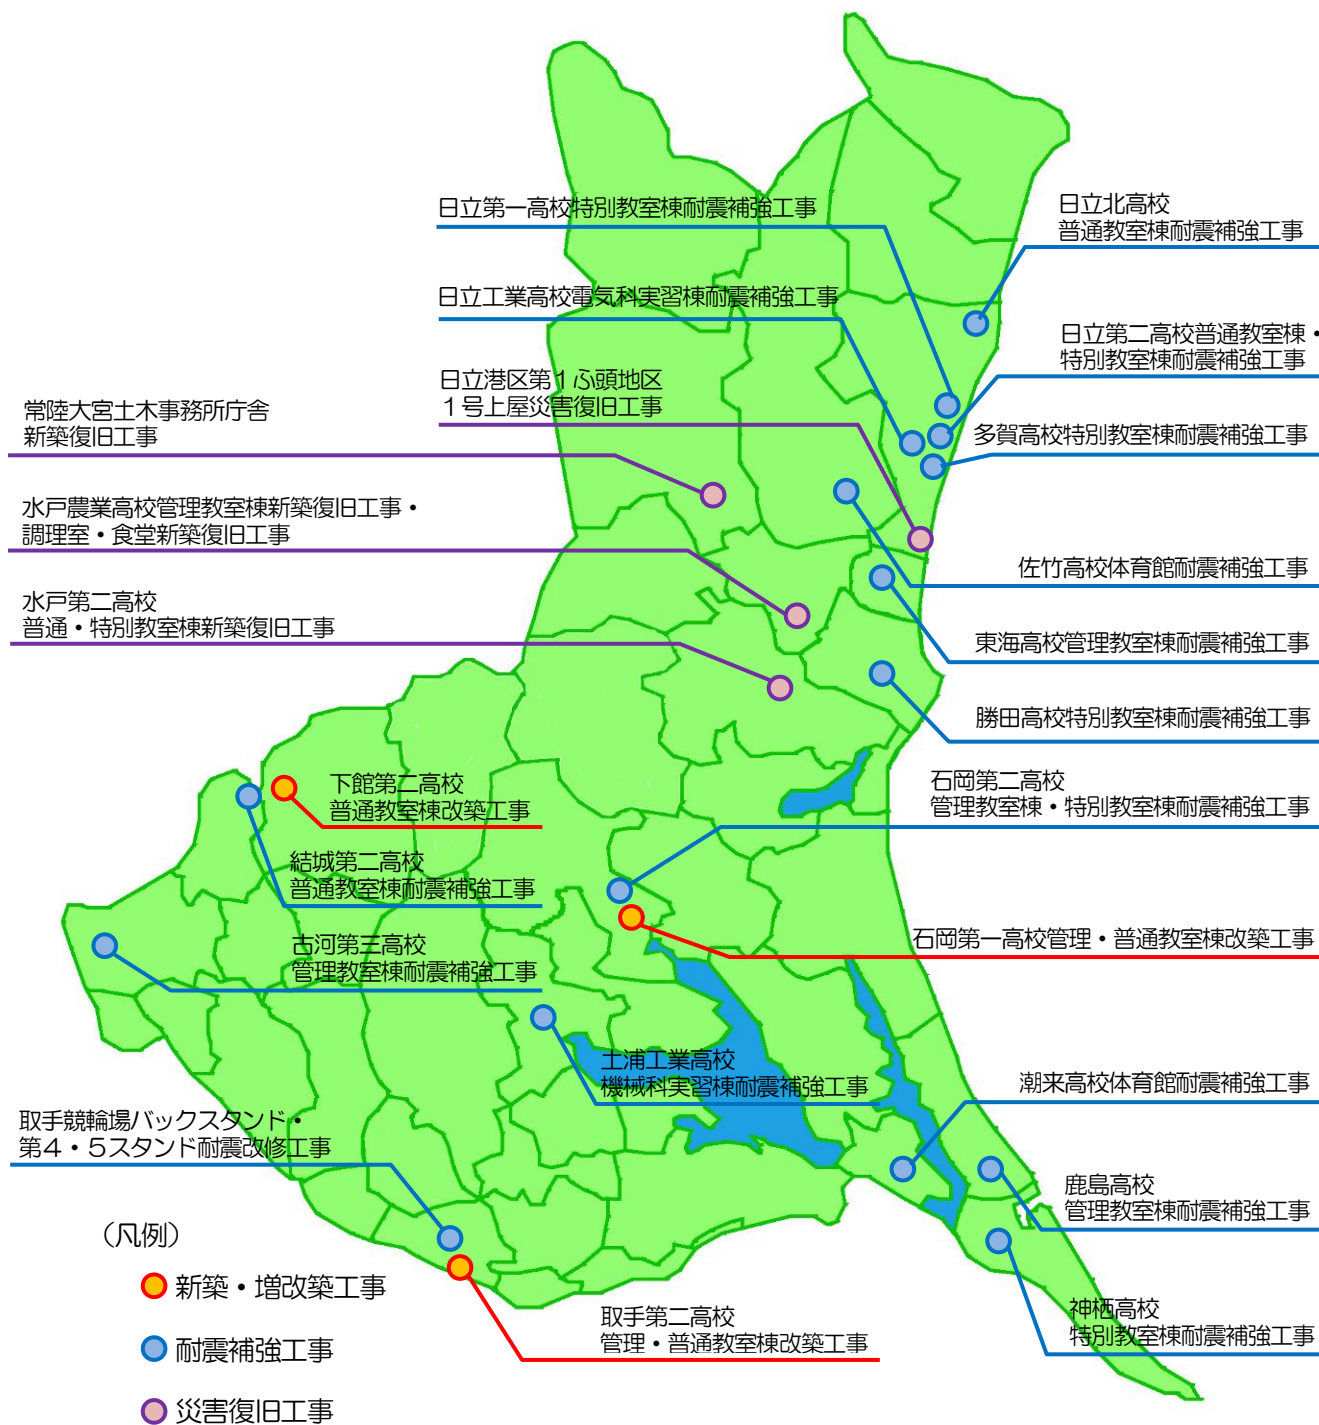 日立第一高校特別教室棟耐震補強工事
日立北高校
普通教室棟耐震補強工事
日立工業高校電気科実習棟耐震補強工事
日立第二高校普通教室棟・
特別教室棟耐震補強工事
日立港区第１ふ頭地区
１号上屋災害復旧工事
常陸大宮土木事務所庁舎
新築復旧工事
多賀高校特別教室棟耐震補強工事
水戸農業高校管理教室棟新築復旧工事・
調理室・食堂新築復旧工事
佐竹高校体育館耐震補強工事
水戸第二高校
普通・特別教室棟新築復旧工事
東海高校管理教室棟耐震補強工事
勝田高校特別教室棟耐震補強工事
下館第二高校
普通教室棟改築工事
石岡第二高校
管理教室棟・特別教室棟耐震補強工事
結城第二高校
普通教室棟耐震補強工事
古河第三高校
管理教室棟耐震補強工事
石岡第一高校管理・普通教室棟改築工事
土浦工業高校
機械科実習棟耐震補強工事
潮来高校体育館耐震補強工事
取手競輪場バックスタンド・
第４・５スタンド耐震改修工事
鹿島高校
管理教室棟耐震補強工事
（凡例）
新築・増改築工事
耐震補強工事
災害復旧工事
取手第二高校
管理・普通教室棟改築工事
神栖高校
特別教室棟耐震補強工事